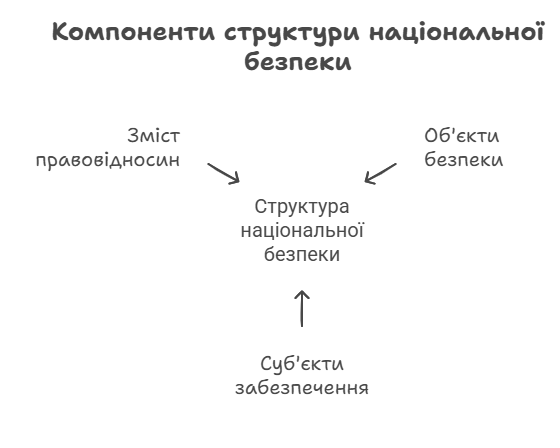 Компоненти структури національної
безпеки
Зміст
правовідносин
Об'єкти
безпеки
Структура
національної
безпеки
Суб'єкти
забезпечення